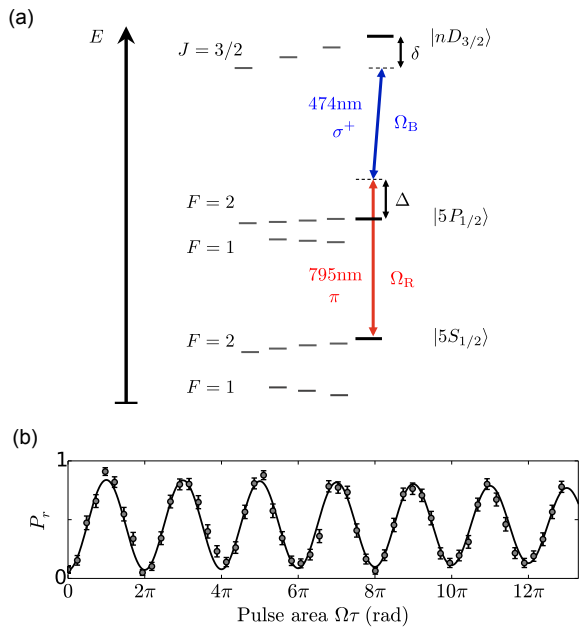 (a)
E
J = 3/2
|nD3/2⟩
δ
474nm
σ+
ΩB
F = 2
Δ
|5P1/2⟩
F = 1
795nm
π
ΩR
F = 2
|5S1/2⟩
F = 1
(b)
1
Pr
0
0 2π 4π 6π 8π 10π 12π
Pulse area Ωτ (rad)